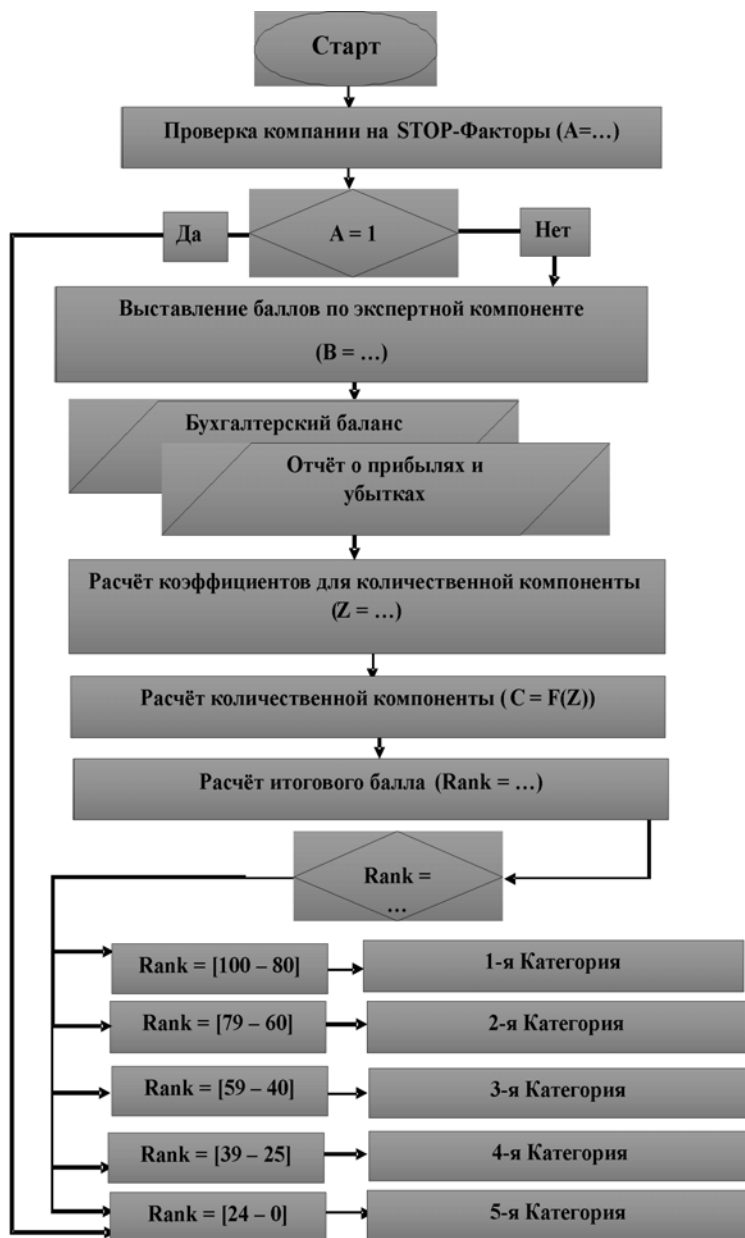 Старт
Проверка компании на STOP-Факторы (A=…)
Да
A = 1
Нет
Выставление баллов по экспертной компоненте
(B = …)
Бухгалтерский баланс
Отчёт о прибылях и
убытках
Расчёт коэффициентов для количественной компоненты
(Z = …)
Расчёт количественной компоненты ( C = F(Z))
Расчёт итогового балла (Rank = …)
Rank =
…
Rank = [100 – 80]
1-я Категория
Rank = [79 – 60]
2-я Категория
Rank = [59 – 40]
3-я Категория
Rank = [39 – 25]
4-я Категория
Rank = [24 – 0]
5-я Категория